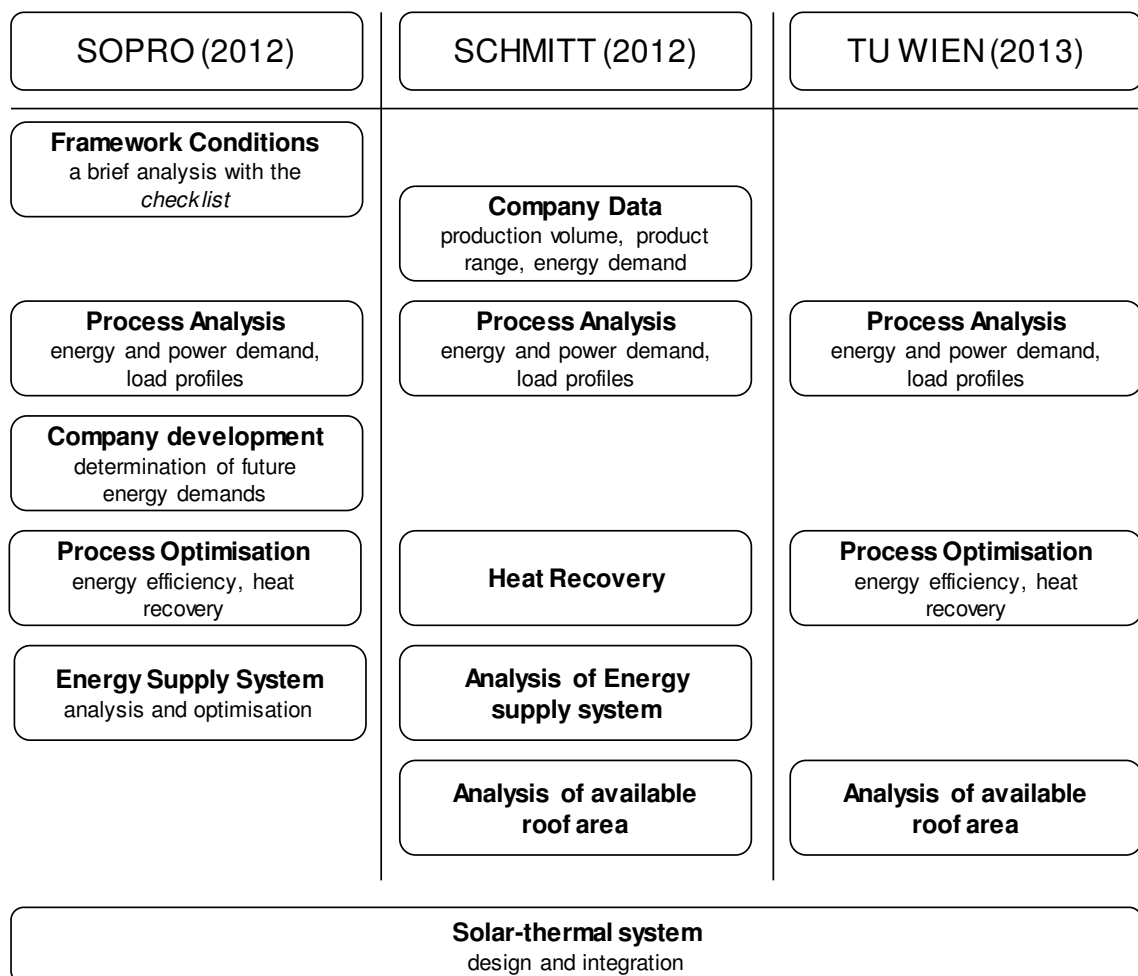 SOPRO (2012)
SCHMITT (2012)
TU WIEN (2013)
Framework Conditions
a brief analysis with the
checklist
Company Data
production volume, product
range, energy demand
Process Analysis
energy and power demand,
load profiles
Process Analysis
energy and power demand,
load profiles
Process Analysis
energy and power demand,
load profiles
Company development
determination of future
energy demands
Process Optimisation
energy efficiency, heat
recovery
Heat Recovery
Process Optimisation
energy efficiency, heat
recovery
Energy Supply System
analysis and optimisation
Analysis of Energy
supply system
Analysis of available
roof area
Analysis of available
roof area
Solar-thermal system
design and integration